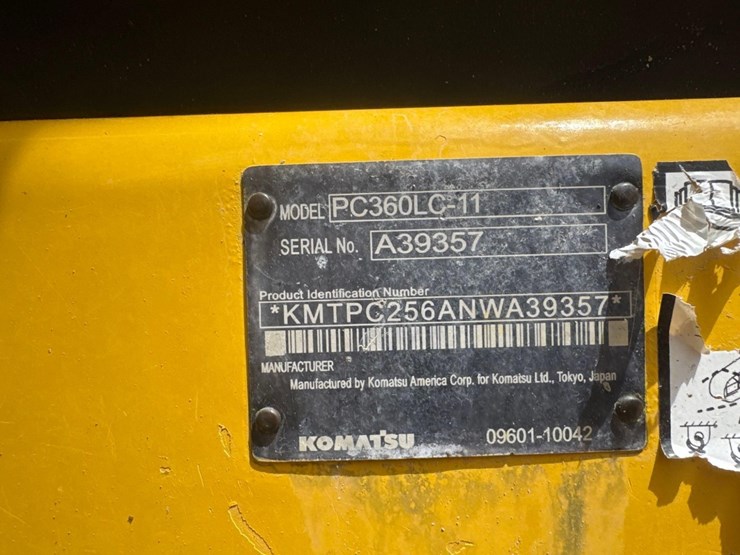 MODEL PC360LC-11
SERIAL No. A39357
Product Identification Number
*KMTPC256ANWA39357*
MANUFACTURER
Manufactured by Komatsu America Corp. for Komatsu Ltd., Tokyo, Japan
KOMATSU 09601-10042